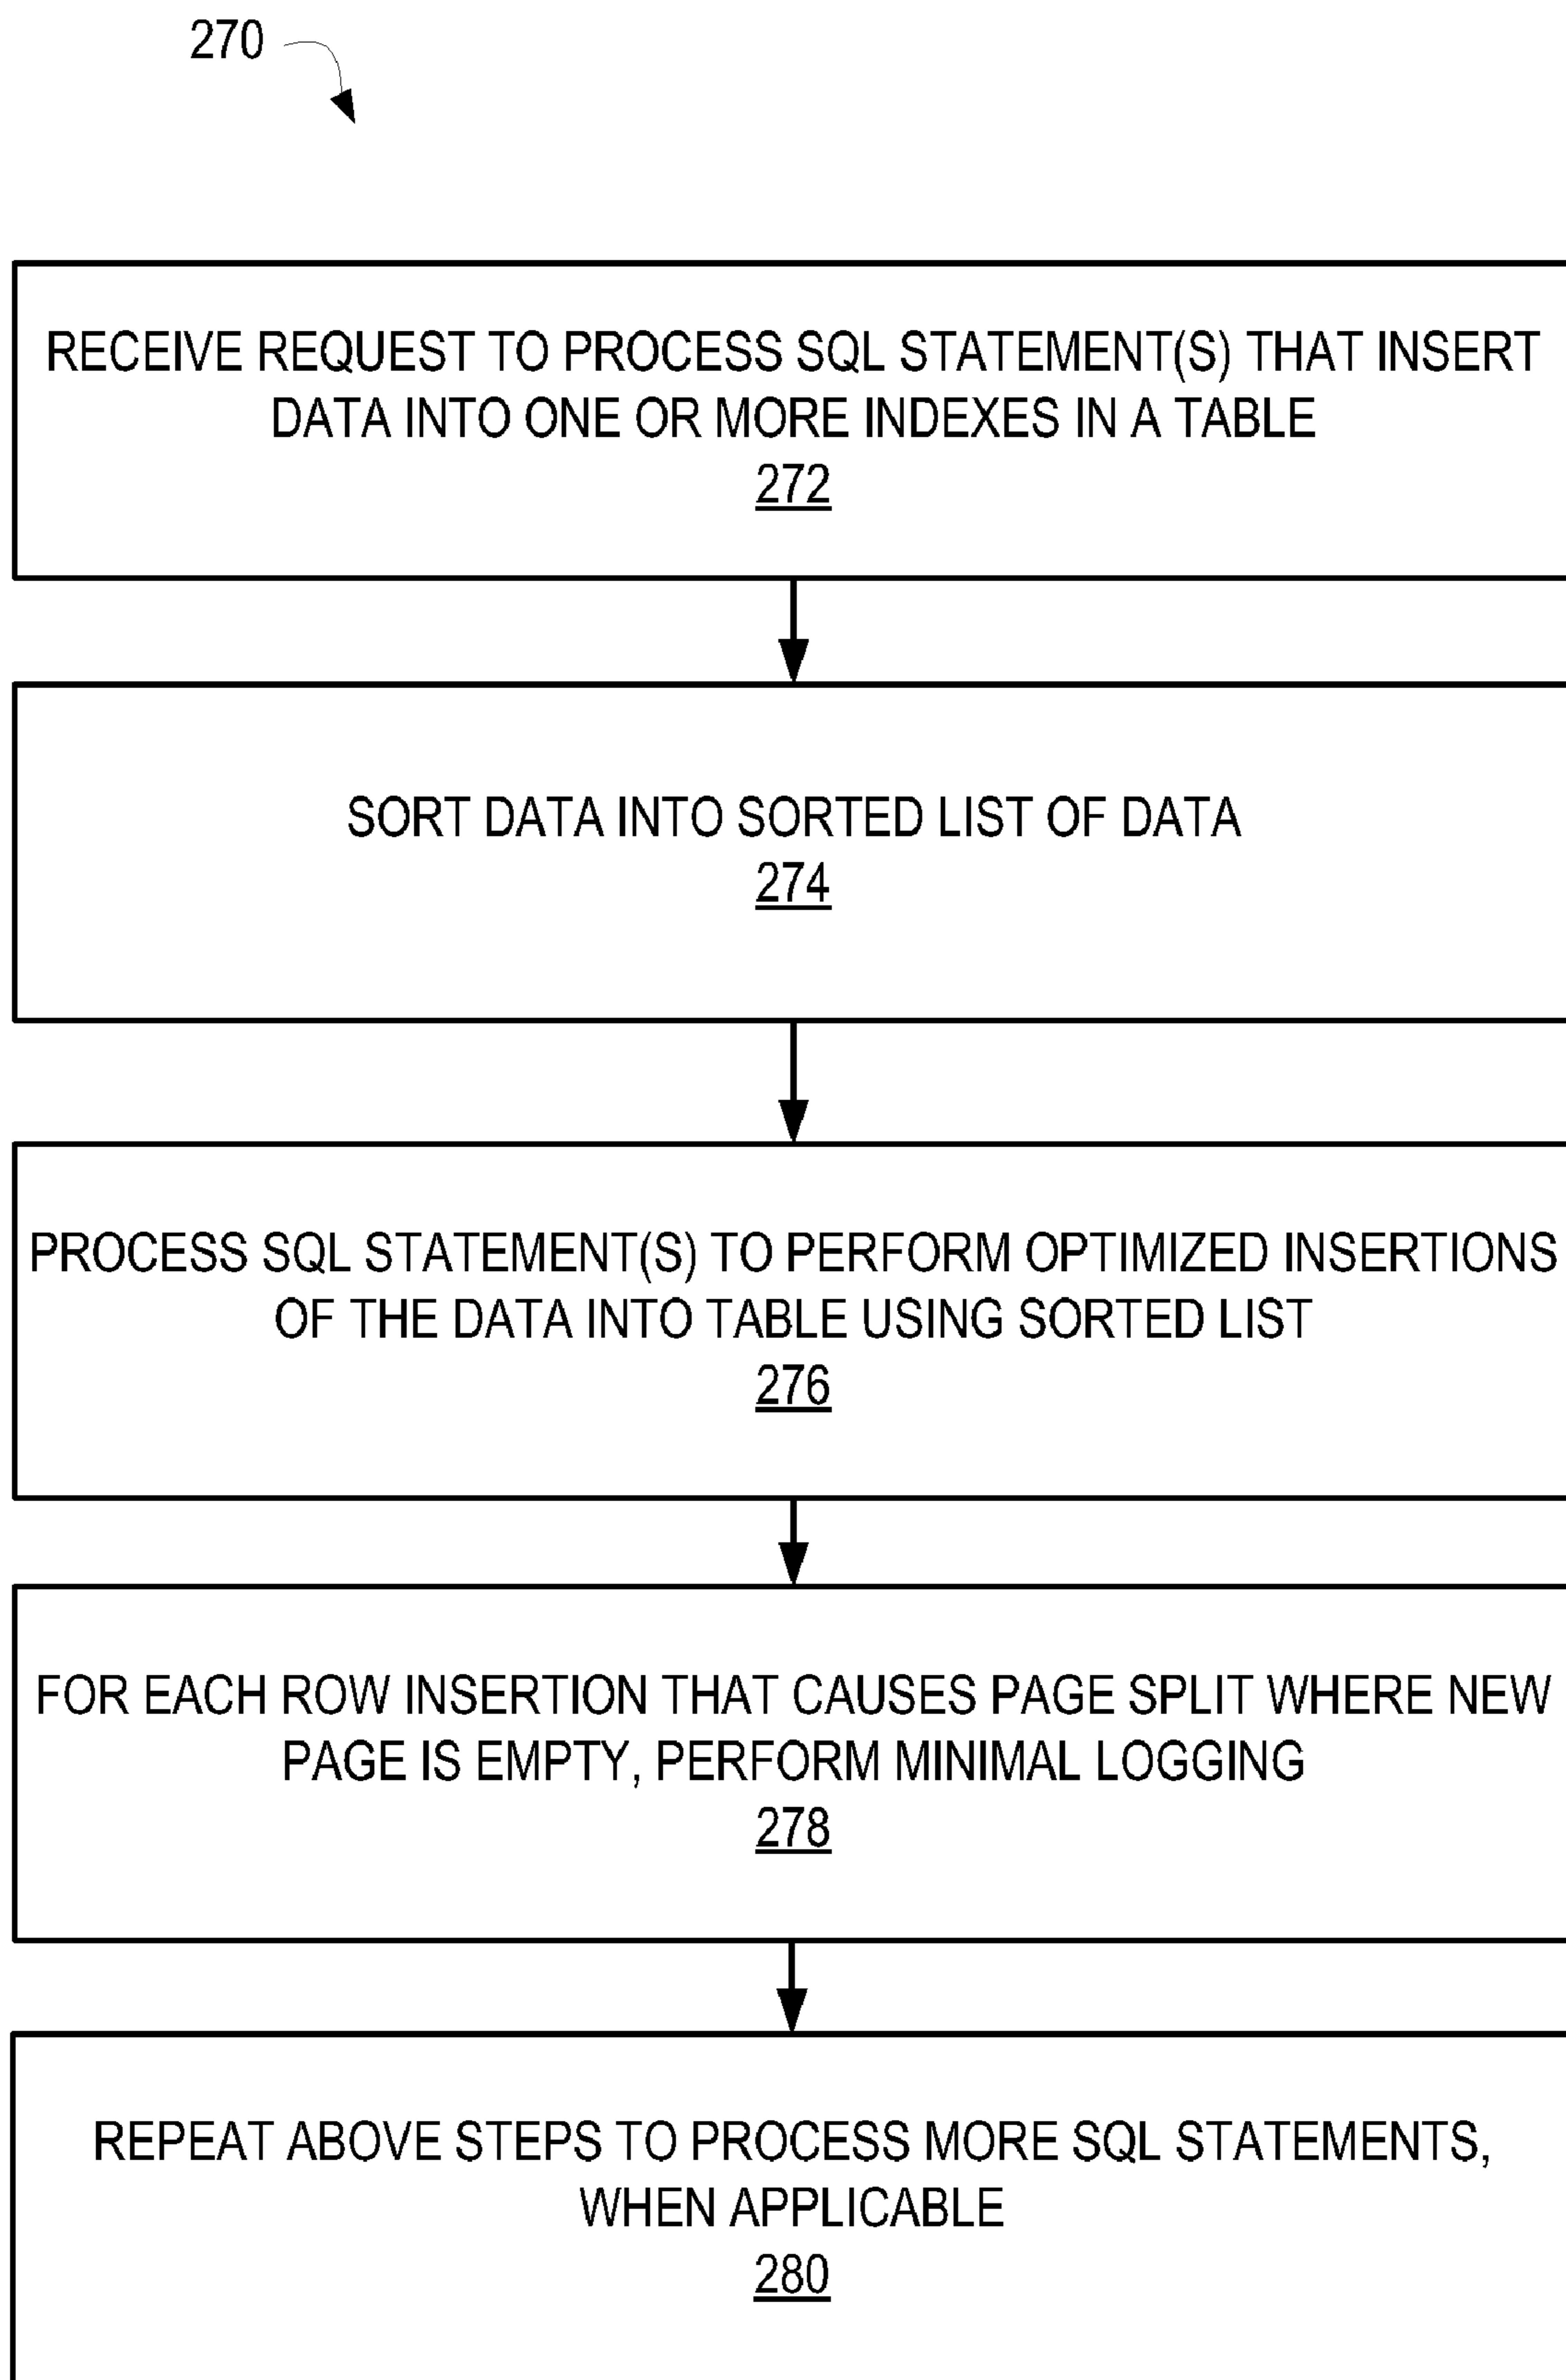 270
RECEIVE REQUEST TO PROCESS SQL STATEMENT(S) THAT INSERT
DATA INTO ONE OR MORE INDEXES IN A TABLE
272
SORT DATA INTO SORTED LIST OF DATA
274
PROCESS SQL STATEMENT(S) TO PERFORM OPTIMIZED INSERTIONS
OF THE DATA INTO TABLE USING SORTED LIST
276
FOR EACH ROW INSERTION THAT CAUSES PAGE SPLIT WHERE NEW
PAGE IS EMPTY, PERFORM MINIMAL LOGGING
278
REPEAT ABOVE STEPS TO PROCESS MORE SQL STATEMENTS,
WHEN APPLICABLE
280